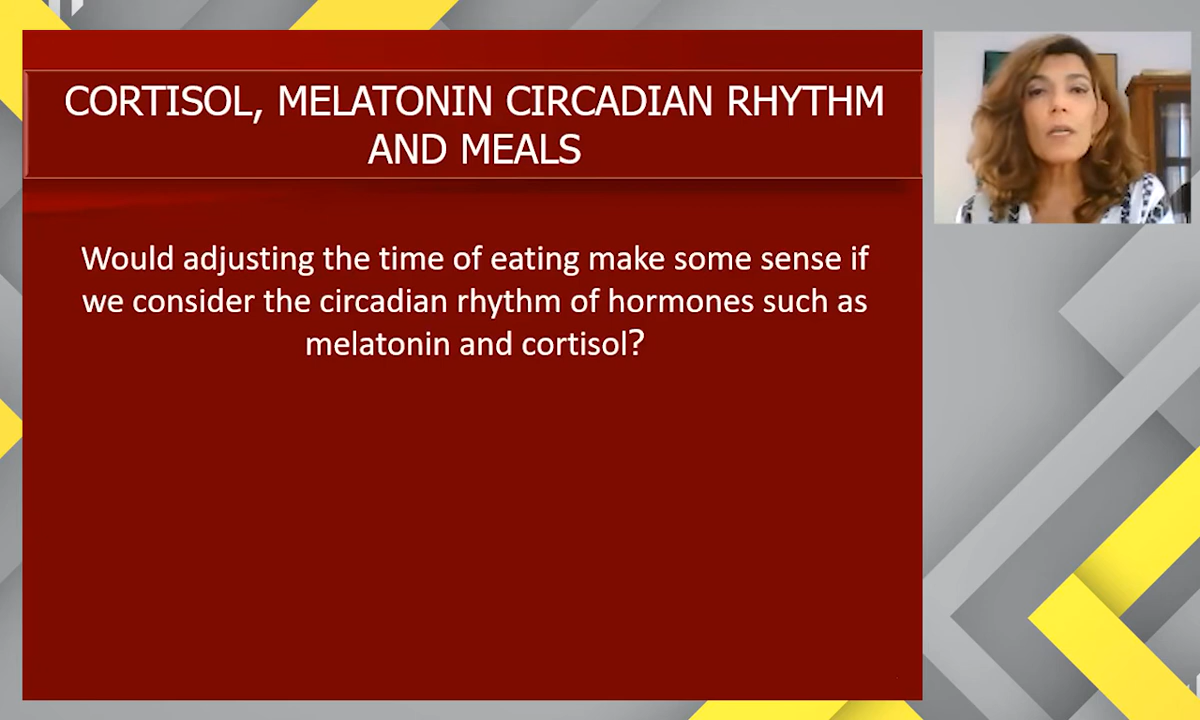 CORTISOL, MELATONIN CIRCADIAN RHYTHM
AND MEALS
Would adjusting the time of eating make some sense if
we consider the circadian rhythm of hormones such as
melatonin and cortisol?